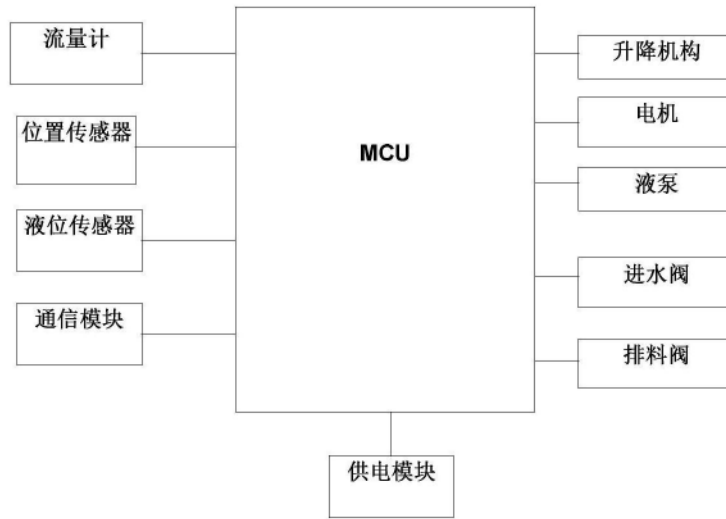 流量计
位置传感器
液位传感器
通信模块
MCU
升降机构
电机
液泵
进水阀
排料阀
供电模块